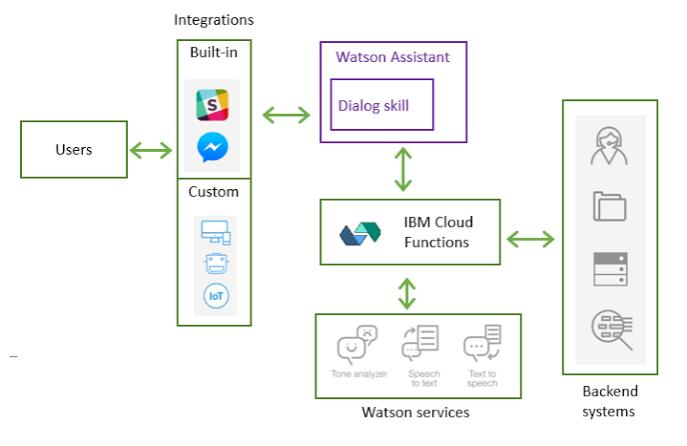 Integrations
Built-in
S
Custom
IoT
Users
Watson Assistant
Dialog skill
IBM Cloud
Functions
Tone analyzer
Speech
to text
Text to
speech
Watson services
Backend
systems